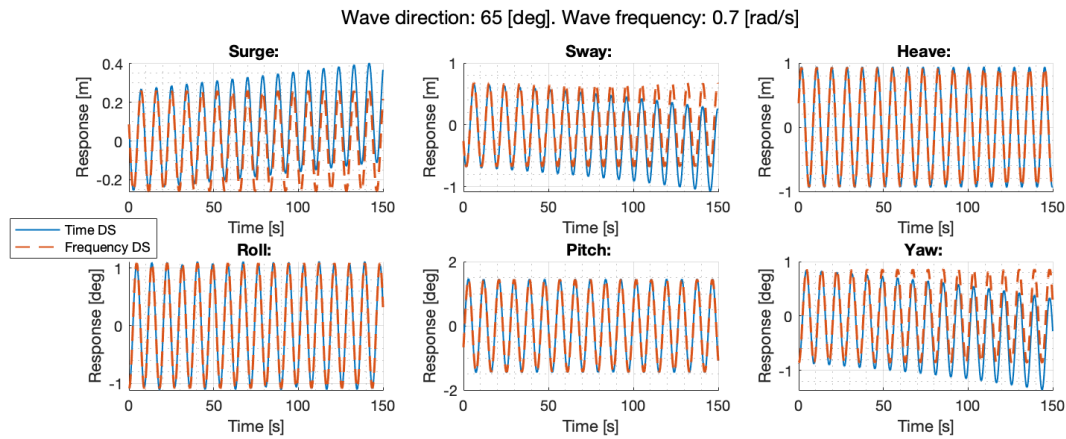 Wave direction: 65 [deg]. Wave frequency: 0.7 [rad/s]
Surge:
Response [m]
0.4
0.2
0
-0.2
0
50
100
150
Time [s]
Sway:
Response [m]
1
0
-1
0
50
100
150
Time [s]
Heave:
Response [m]
1
0
-1
0
50
100
150
Time [s]
Time DS
Frequency DS
Roll:
Response [deg]
1
0
-1
0
50
100
150
Time [s]
Pitch:
Response [deg]
2
0
-2
0
50
100
150
Time [s]
Yaw:
Response [deg]
1
0
-1
0
50
100
150
Time [s]